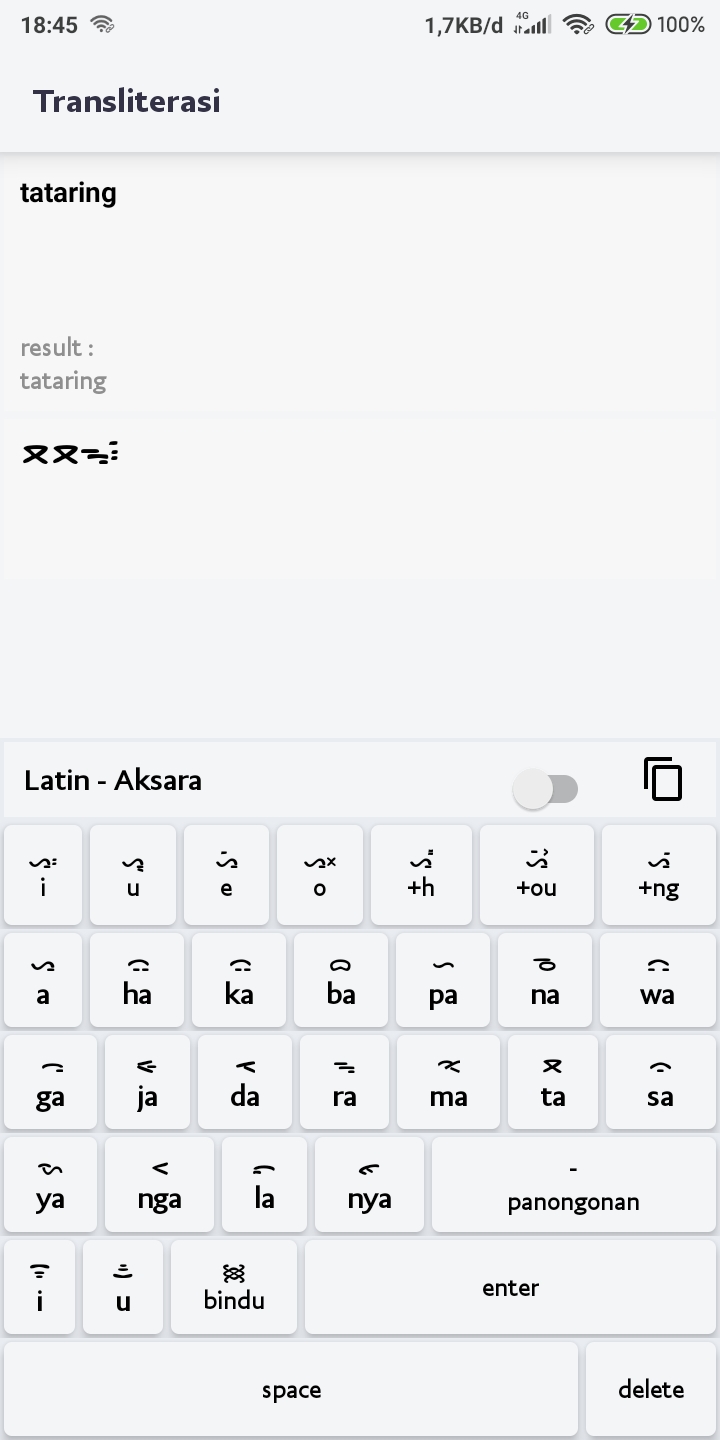 18:45 1,7KB/d 4G 100%
Transliterasi
tataring
result :
tataring
ᯖᯖᯓᯪᯰ
Latin - Aksara
ᯁᯪ ᯁᯮ ᯁᯩ ᯁᯬ ᯁᯱ ᯁᯰ
i u e o +h +ou +ng
ᯁ ᯃ ᯃ ᯅ ᯈ ᯉ ᯌ
a ha ka ba pa na wa
ᯏ ᯐ ᯑ ᯓ ᯕ ᯖ ᯙ
ga ja da ra ma ta sa
ᯜ ᯝ ᯟ ᯠ -
ya nga la nya panongonan
ᯤ ᯥ
i u bindu enter
space delete